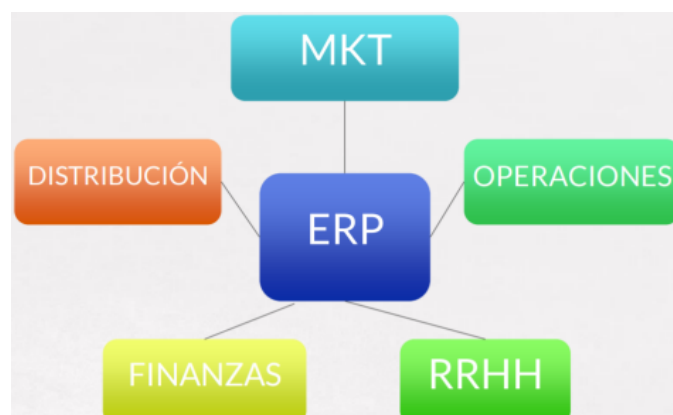 MKT
DISTRIBUCIÓN
OPERACIONES
ERP
FINANZAS
RRHH